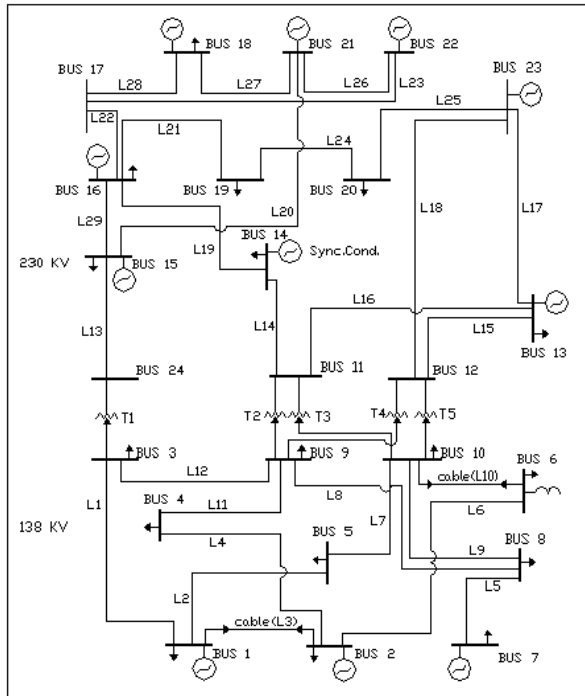 BUS 18
BUS 21
BUS 22
BUS 17
BUS 23
L28
L27
L26
L23
L25
L22
L21
L24
BUS 16
BUS 19
BUS 20
L29
L20
L18
L17
BUS 14
L19
Sync.Cond.
230 KV
BUS 15
L16
L13
L14
L15
BUS 13
BUS 24
BUS 11
BUS 12
T1
T2
T3
T4
T5
BUS 3
BUS 9
BUS 10
BUS 6
L12
cable(L10)
L1
BUS 4
L11
L8
L7
L6
138 KV
BUS 5
L4
L9
BUS 8
L2
L5
cable(L3)
BUS 1
BUS 2
BUS 7